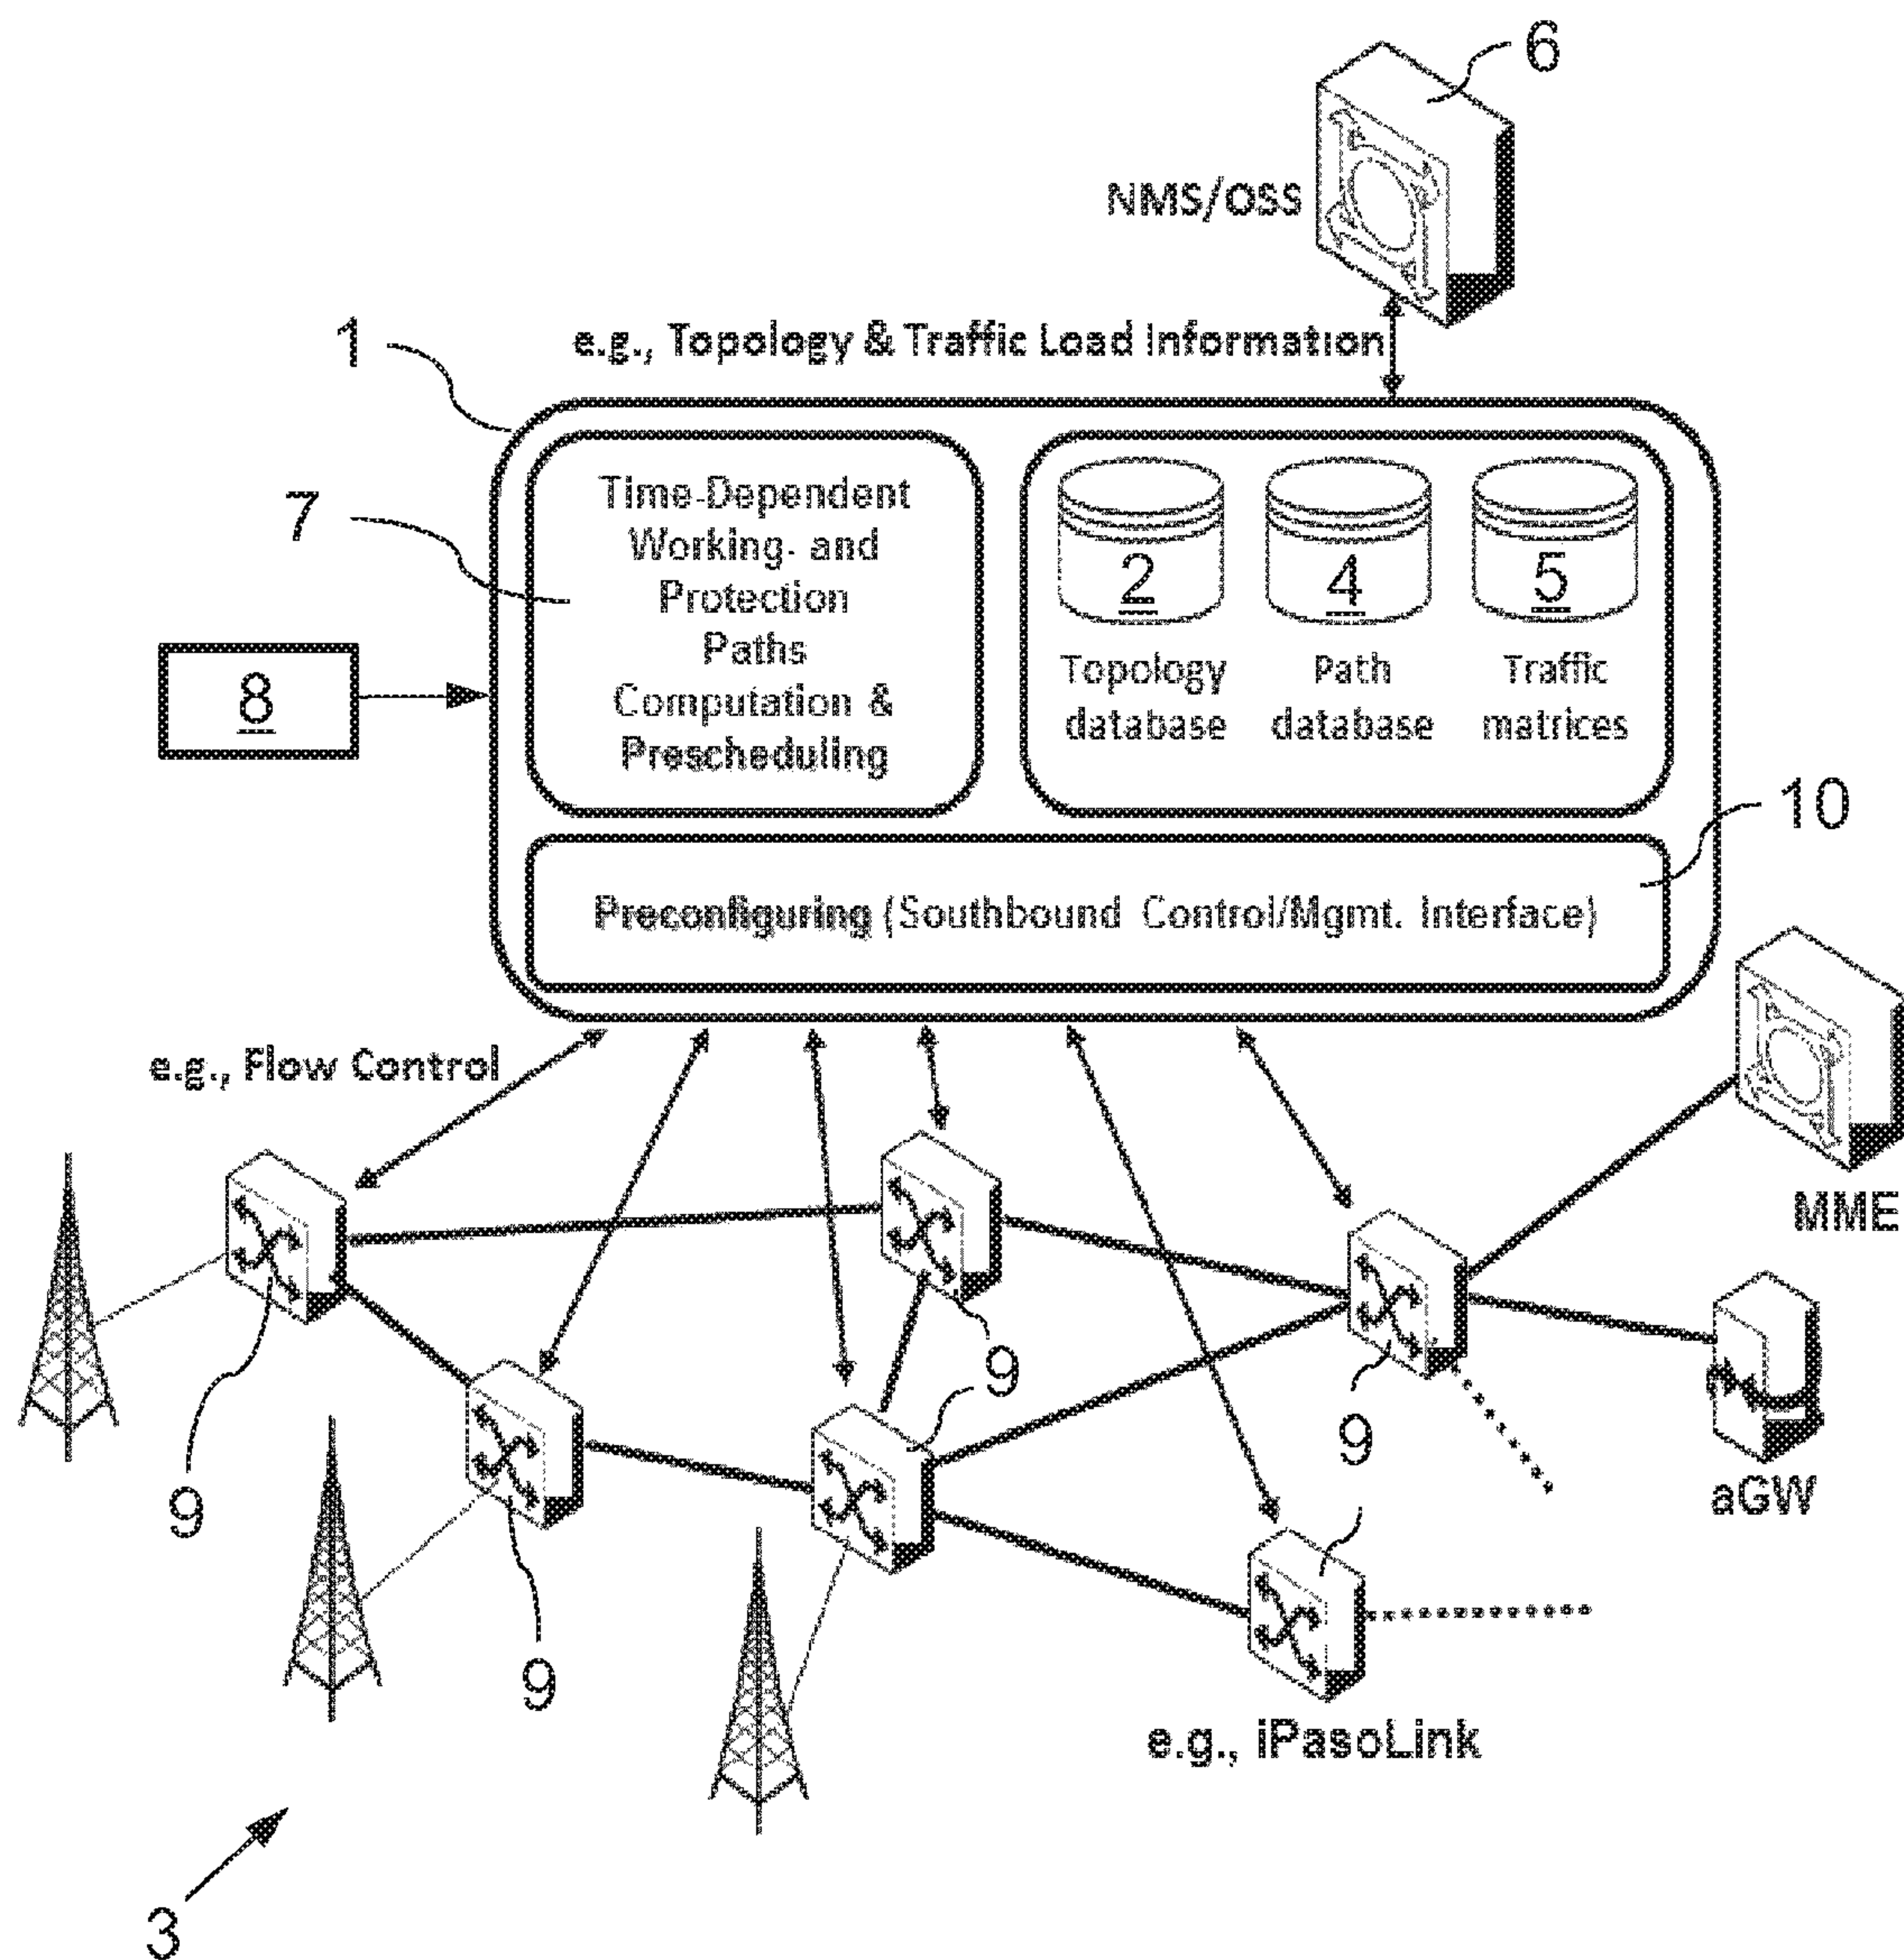 6
NMS/OSS
1
e.g., Topology & Traffic Load Information
7
Time-Dependent
Working- and
Protection
Paths
Computation &
Prescheduling
2
4
5
Topology
database
Path
database
Traffic
matrices
8
10
Preconfiguring (Southbound Control/Mgmt. Interface)
e.g., Flow Control
MME
9
9
9
9
9
aGW
e.g., iPasoLink
3